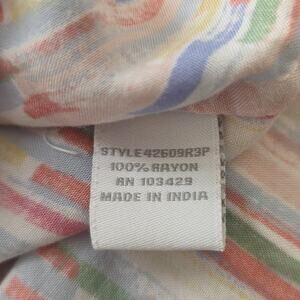 STYLE42609R3P
100% RAYON
RN 103429
MADE IN INDIA